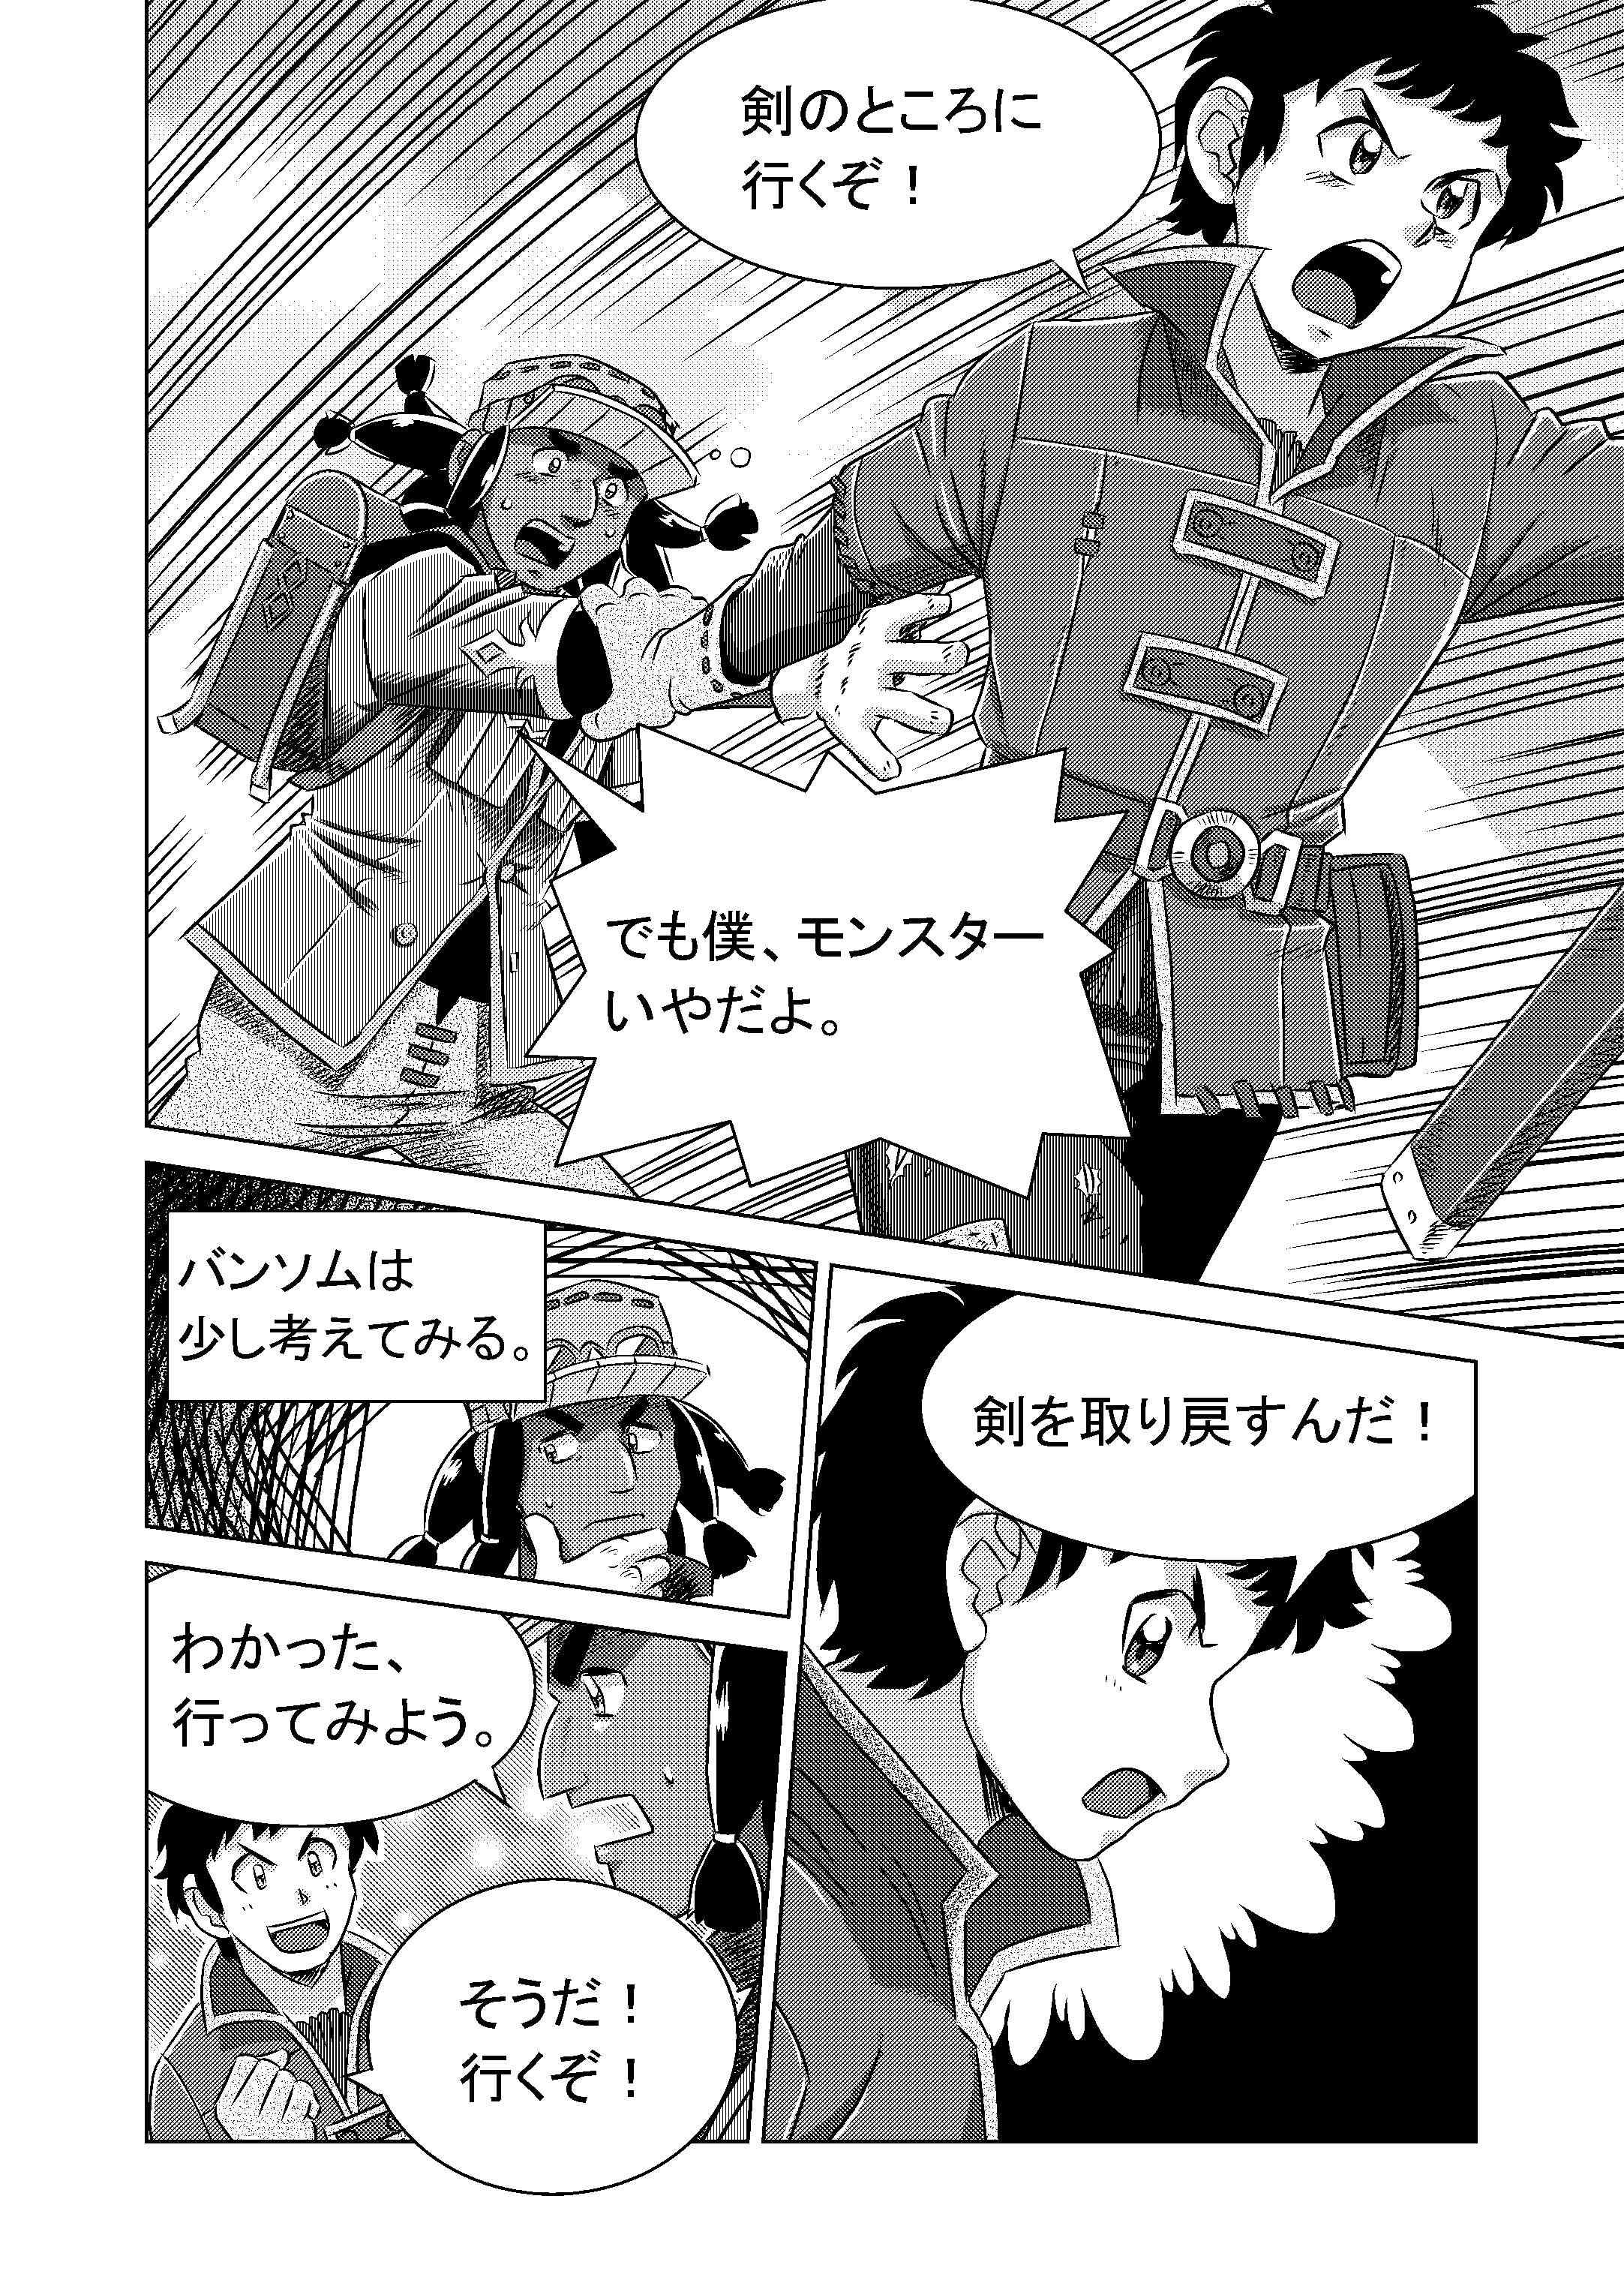 剣のところに
行くぞ！
でも僕、モンスター
いやだよ。
剣を取り戻すんだ！
バンソムは
少し考えてみる。
わかった、
行ってみよう。
そうだ！
行くぞ！